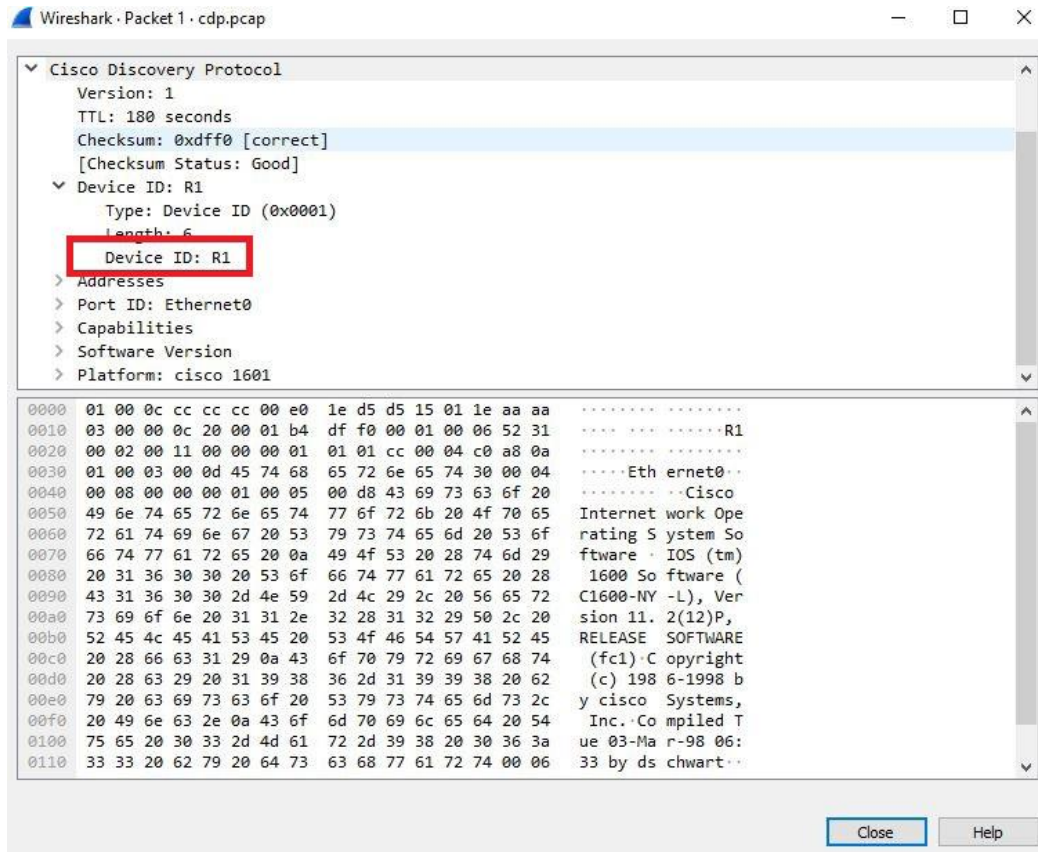 Wireshark · Packet 1 · cdp.pcap
Cisco Discovery Protocol
Version: 1
TTL: 180 seconds
Checksum: 0xdff0 [correct]
[Checksum Status: Good]
Device ID: R1
Type: Device ID (0x0001)
Length: 6
Device ID: R1
Addresses
Port ID: Ethernet0
Capabilities
Software Version
Platform: cisco 1601
0000 01 00 0c cc cc cc 00 e0 1e d5 d5 15 01 1e aa aa ········ ········
0010 03 00 00 0c 20 00 01 b4 df f0 00 01 00 06 52 31 ···· ··· ······R1
0020 00 02 00 11 00 00 00 01 01 01 cc 00 04 c0 a8 0a ········ ········
0030 01 00 03 00 0d 45 74 68 65 72 6e 65 74 30 00 04 ·····Eth ernet0··
0040 00 08 00 00 00 01 00 05 00 d8 43 69 73 63 6f 20 ········ ··Cisco
0050 49 6e 74 65 72 6e 65 74 77 6f 72 6b 20 4f 70 65 Internet work Ope
0060 72 61 74 69 6e 67 20 53 79 73 74 65 6d 20 53 6f rating S ystem So
0070 66 74 77 61 72 65 20 0a 49 4f 53 20 28 74 6d 29 ftware · IOS (tm)
0080 20 31 36 30 30 20 53 6f 66 74 77 61 72 65 20 28 1600 So ftware (
0090 43 31 36 30 30 2d 4e 59 2d 4c 29 2c 20 56 65 72 C1600-NY -L), Ver
00a0 73 69 6f 6e 20 31 31 2e 32 28 31 32 29 50 2c 20 sion 11. 2(12)P,
00b0 52 45 4c 45 41 53 45 20 53 4f 46 54 57 41 52 45 RELEASE SOFTWARE
00c0 20 28 66 63 31 29 0a 43 6f 70 79 72 69 67 68 74 (fc1)·C opyright
00d0 20 28 63 29 20 31 39 38 36 2d 31 39 39 38 20 62 (c) 198 6-1998 b
00e0 79 20 63 69 73 63 6f 20 53 79 73 74 65 6d 73 2c y cisco Systems,
00f0 20 49 6e 63 2e 0a 43 6f 6d 70 69 6c 65 64 20 54 Inc.·Co mpiled T
0100 75 65 20 30 33 2d 4d 61 72 2d 39 38 20 30 36 3a ue 03-Ma r-98 06:
0110 33 33 20 62 79 20 64 73 63 68 77 61 72 74 00 06 33 by ds chwart··
Close Help